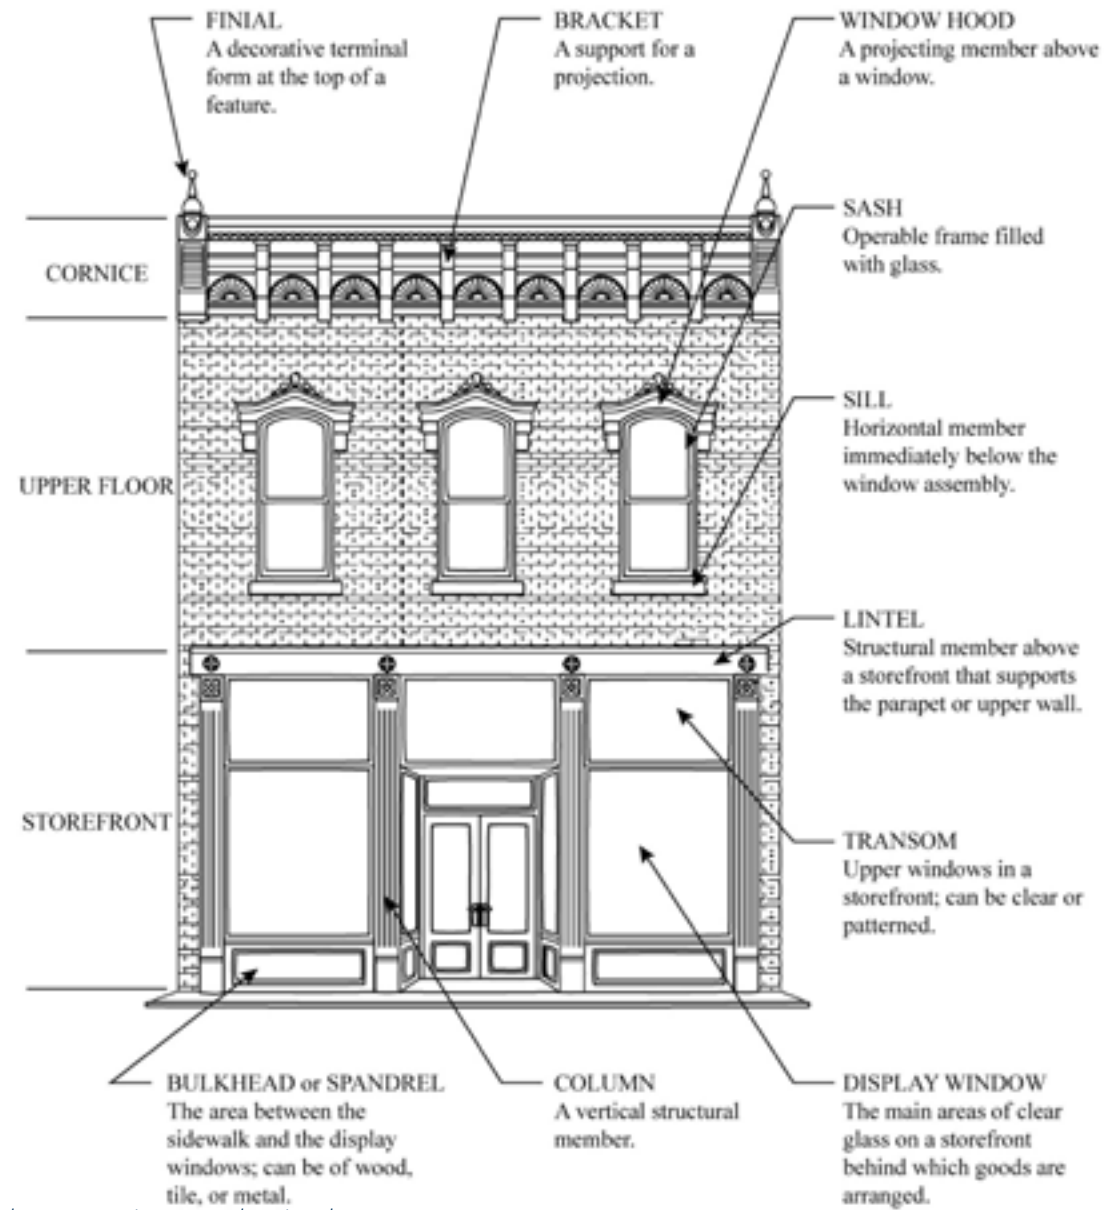 FINIAL
A decorative terminal
form at the top of a
feature.
BRACKET
A support for a
projection.
WINDOW HOOD
A projecting member above
a window.
SASH
Operable frame filled
with glass.
CORNICE
SILL
Horizontal member
immediately below the
window assembly.
UPPER FLOOR
LINTEL
Structural member above
a storefront that supports
the parapet or upper wall.
STOREFRONT
TRANSOM
Upper windows in a
storefront; can be clear or
patterned.
BULKHEAD or SPANDREL
The area between the
sidewalk and the display
windows; can be of wood,
tile, or metal.
COLUMN
A vertical structural
member.
DISPLAY WINDOW
The main areas of clear
glass on a storefront
behind which goods are
arranged.